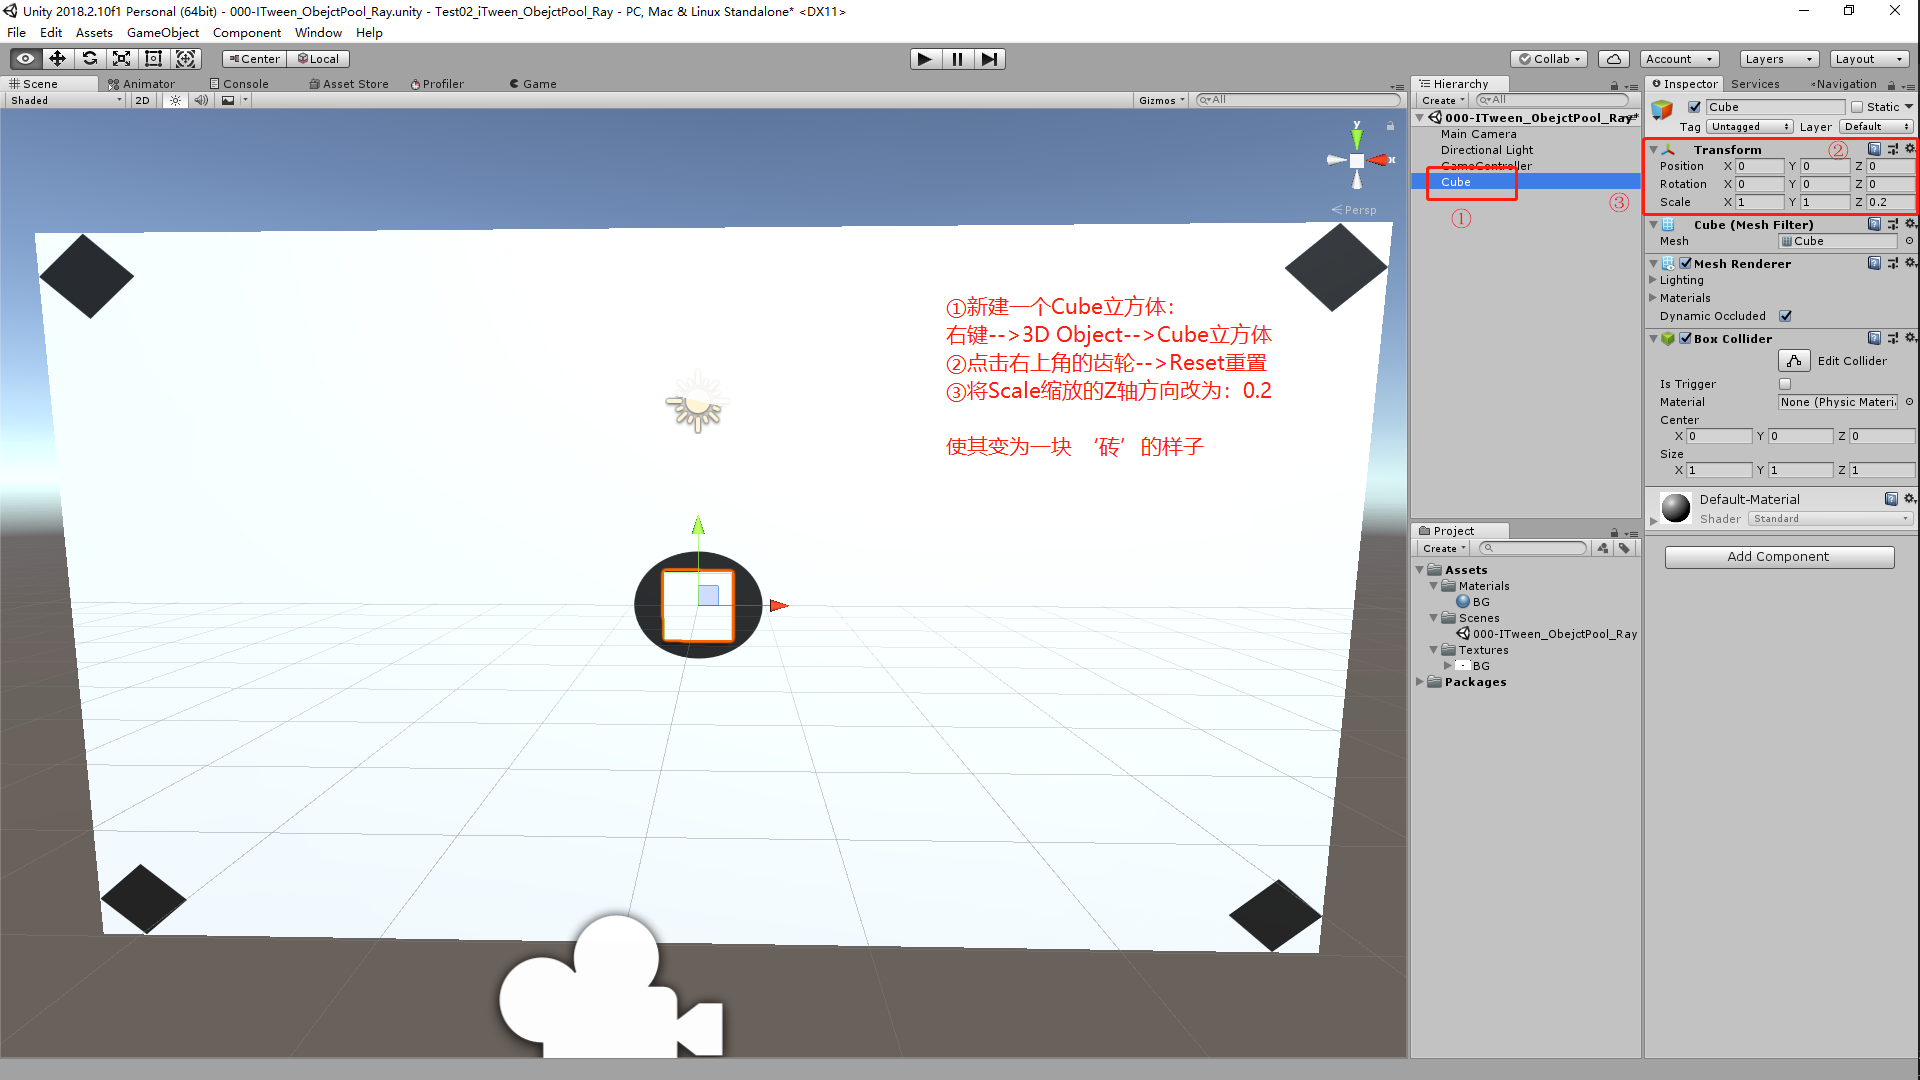 Unity 2018.2.10f1 Personal (64bit) - 000-ITween_ObejctPool_Ray.unity - Test02_iTween_ObejctPool_Ray - PC, Mac & Linux Standalone* <DX11>
File Edit Assets GameObject Component Window Help
Center Local
Collab Account Layers Layout
Scene Animator Console Asset Store Profiler Game
Shaded 2D Gizmos All
y
x
Persp
①新建一个Cube立方体：
右键-->3D Object-->Cube立方体
②点击右上角的齿轮-->Reset重置
③将Scale缩放的Z轴方向改为：0.2
使其变为一块 ‘砖’ 的样子
Hierarchy
Create All
000-ITween_ObejctPool_Ray*
Main Camera
Directional Light
GameController
Cube
①
③
Project
Create
Assets
Materials
BG
Scenes
000-ITween_ObejctPool_Ray
Textures
BG
Packages
Inspector Services Navigation
Cube Static
Tag Untagged Layer Default
Transform ②
Position X 0 Y 0 Z 0
Rotation X 0 Y 0 Z 0
Scale X 1 Y 1 Z 0.2
Cube (Mesh Filter)
Mesh Cube
Mesh Renderer
Lighting
Materials
Dynamic Occluded
Box Collider
Edit Collider
Is Trigger
Material None (Physic Materi
Center
X 0 Y 0 Z 0
Size
X 1 Y 1 Z 1
Default-Material
Shader Standard
Add Component